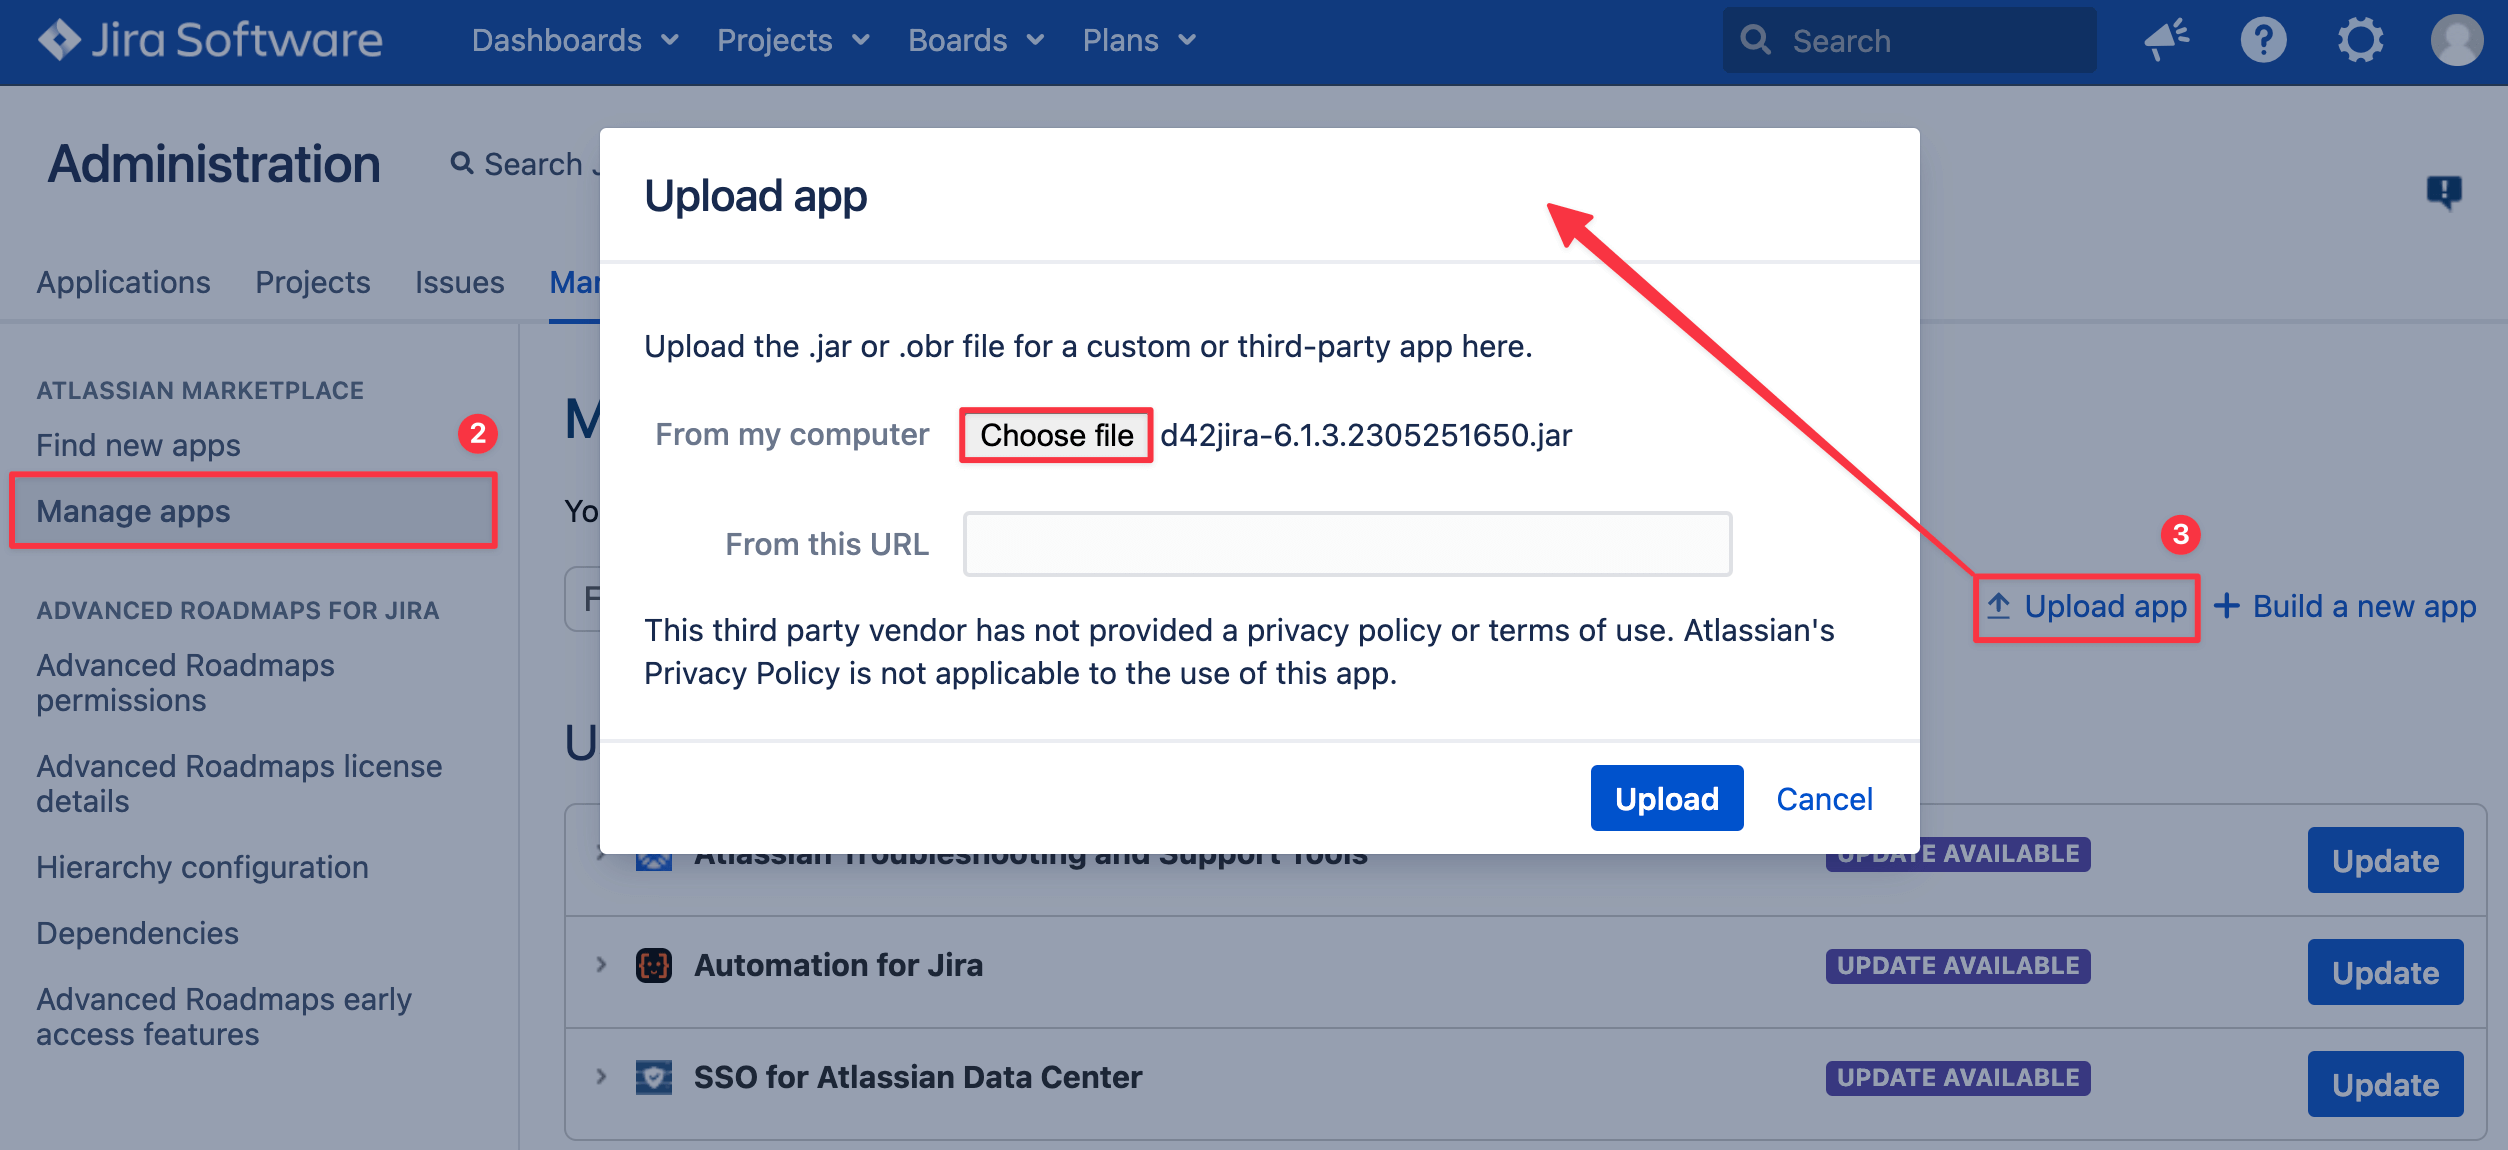 Jira Software
Dashboards
Projects
Boards
Plans
Search
Administration
Search
Applications
Projects
Issues
ATLASSIAN MARKETPLACE
Find new apps
2
Manage apps
ADVANCED ROADMAPS FOR JIRA
Advanced Roadmaps
permissions
Advanced Roadmaps license
details
Hierarchy configuration
Dependencies
Advanced Roadmaps early
access features
Upload app
Upload the .jar or .obr file for a custom or third-party app here.
From my computer
Choose file
d42jira-6.1.3.2305251650.jar
From this URL
This third party vendor has not provided a privacy policy or terms of use. Atlassian's
Privacy Policy is not applicable to the use of this app.
Upload
Cancel
3
Upload app
Build a new app
Atlassian Troubleshooting and Support Tools
UPDATE AVAILABLE
Update
Automation for Jira
UPDATE AVAILABLE
Update
SSO for Atlassian Data Center
UPDATE AVAILABLE
Update